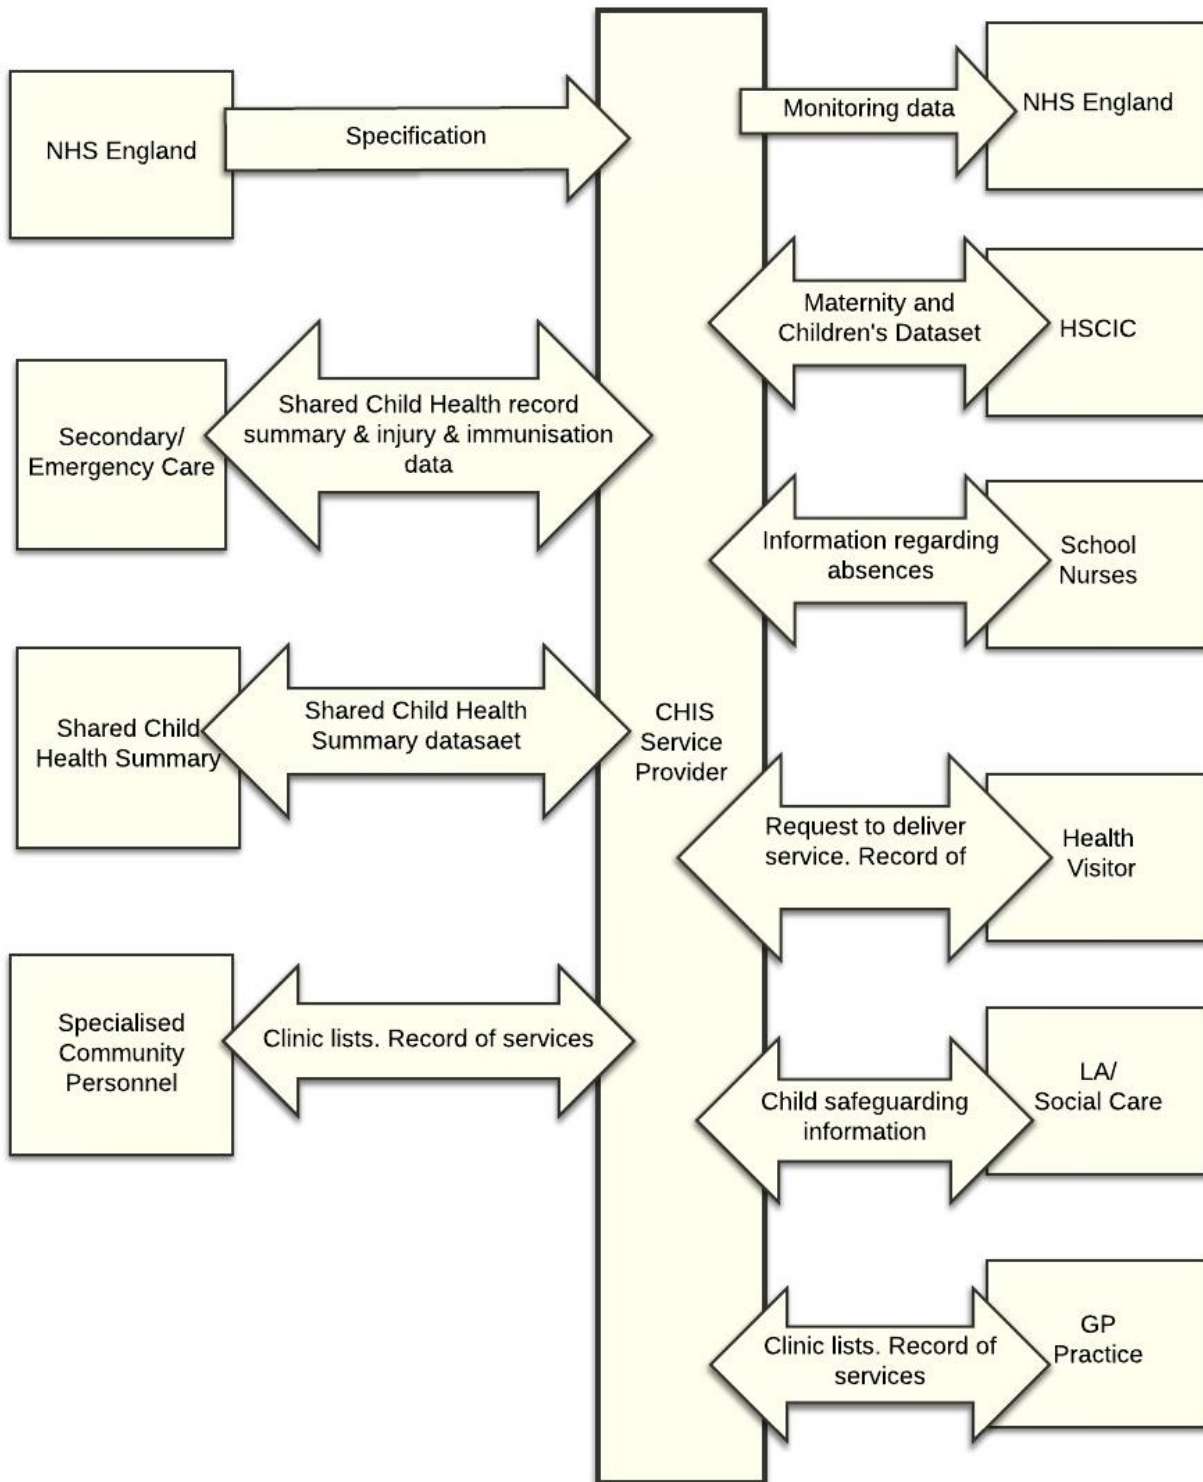 NHS England
Specification
Monitoring data
NHS England
Maternity and
Children's Dataset
HSCIC
Secondary/
Emergency Care
Shared Child Health record
summary & injury & immunisation
data
Information regarding
absences
School
Nurses
Shared Child
Health Summary
Shared Child Health
Summary datasaet
CHIS
Service
Provider
Request to deliver
service. Record of
Health
Visitor
Specialised
Community
Personnel
Clinic lists. Record of services
Child safeguarding
information
LA/
Social Care
Clinic lists. Record of
services
GP
Practice